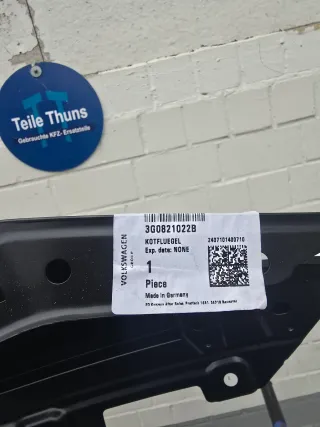 Teile Thuns
Gebrauchte KFZ-Ersatzteile
VOLKSWAGEN
3G0821022B
KOTFLUEGEL
Exp. date: NONE
1
Piece
Made in Germany